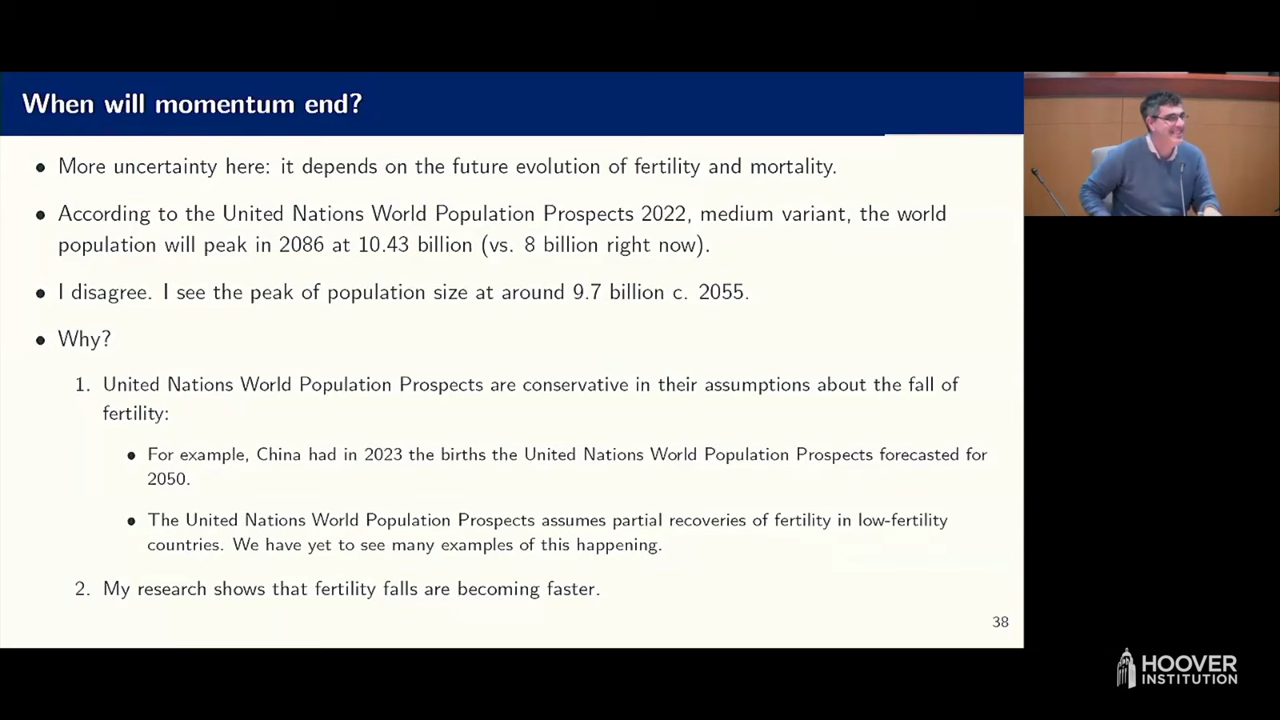 When will momentum end?
• More uncertainty here: it depends on the future evolution of fertility and mortality.
• According to the United Nations World Population Prospects 2022, medium variant, the world
population will peak in 2086 at 10.43 billion (vs. 8 billion right now).
• I disagree. I see the peak of population size at around 9.7 billion c. 2055.
• Why?
1. United Nations World Population Prospects are conservative in their assumptions about the fall of
fertility:
• For example, China had in 2023 the births the United Nations World Population Prospects forecasted for
2050.
• The United Nations World Population Prospects assumes partial recoveries of fertility in low-fertility
countries. We have yet to see many examples of this happening.
2. My research shows that fertility falls are becoming faster.
38
HOOVER
INSTITUTION